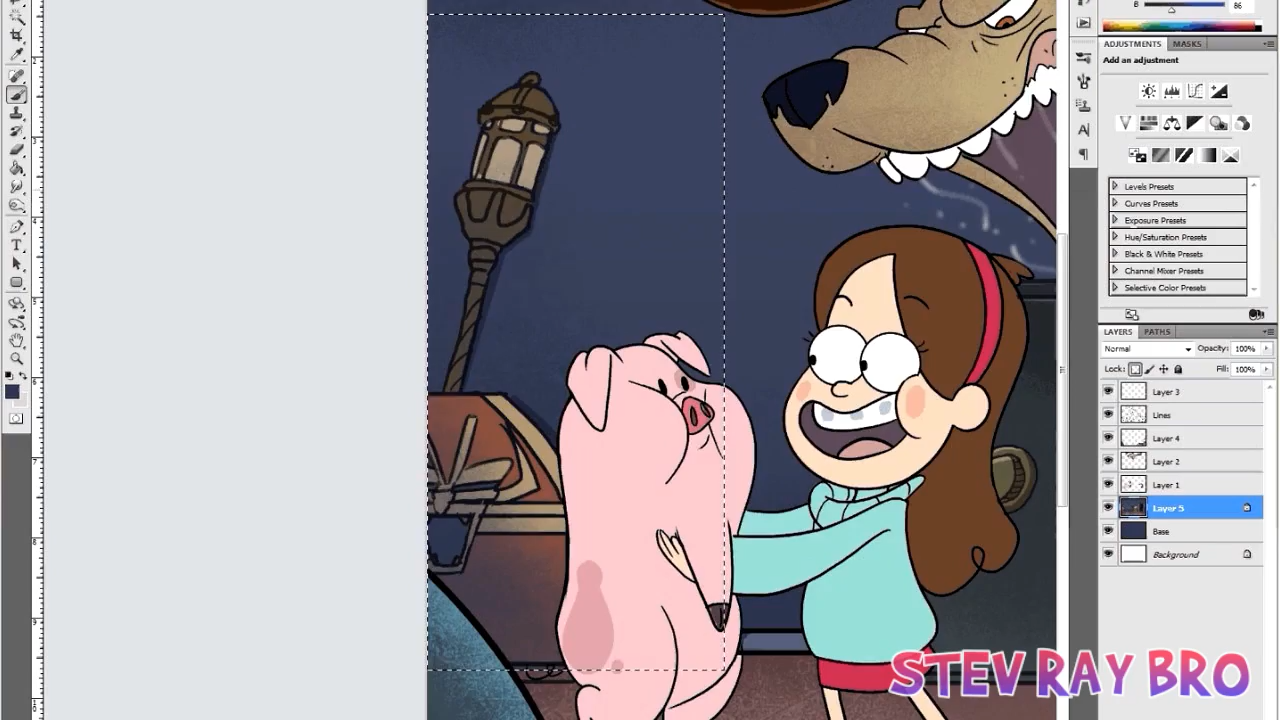 B 86
ADJUSTMENTS MASKS
Add an adjustment
Levels Presets
Curves Presets
Exposure Presets
Hue/Saturation Presets
Black & White Presets
Channel Mixer Presets
Selective Color Presets
LAYERS PATHS
Normal Opacity: 100%
Lock: Fill: 100%
Layer 3
Lines
Layer 4
Layer 2
Layer 1
Layer 5
Base
Background
STEV RAY BRO